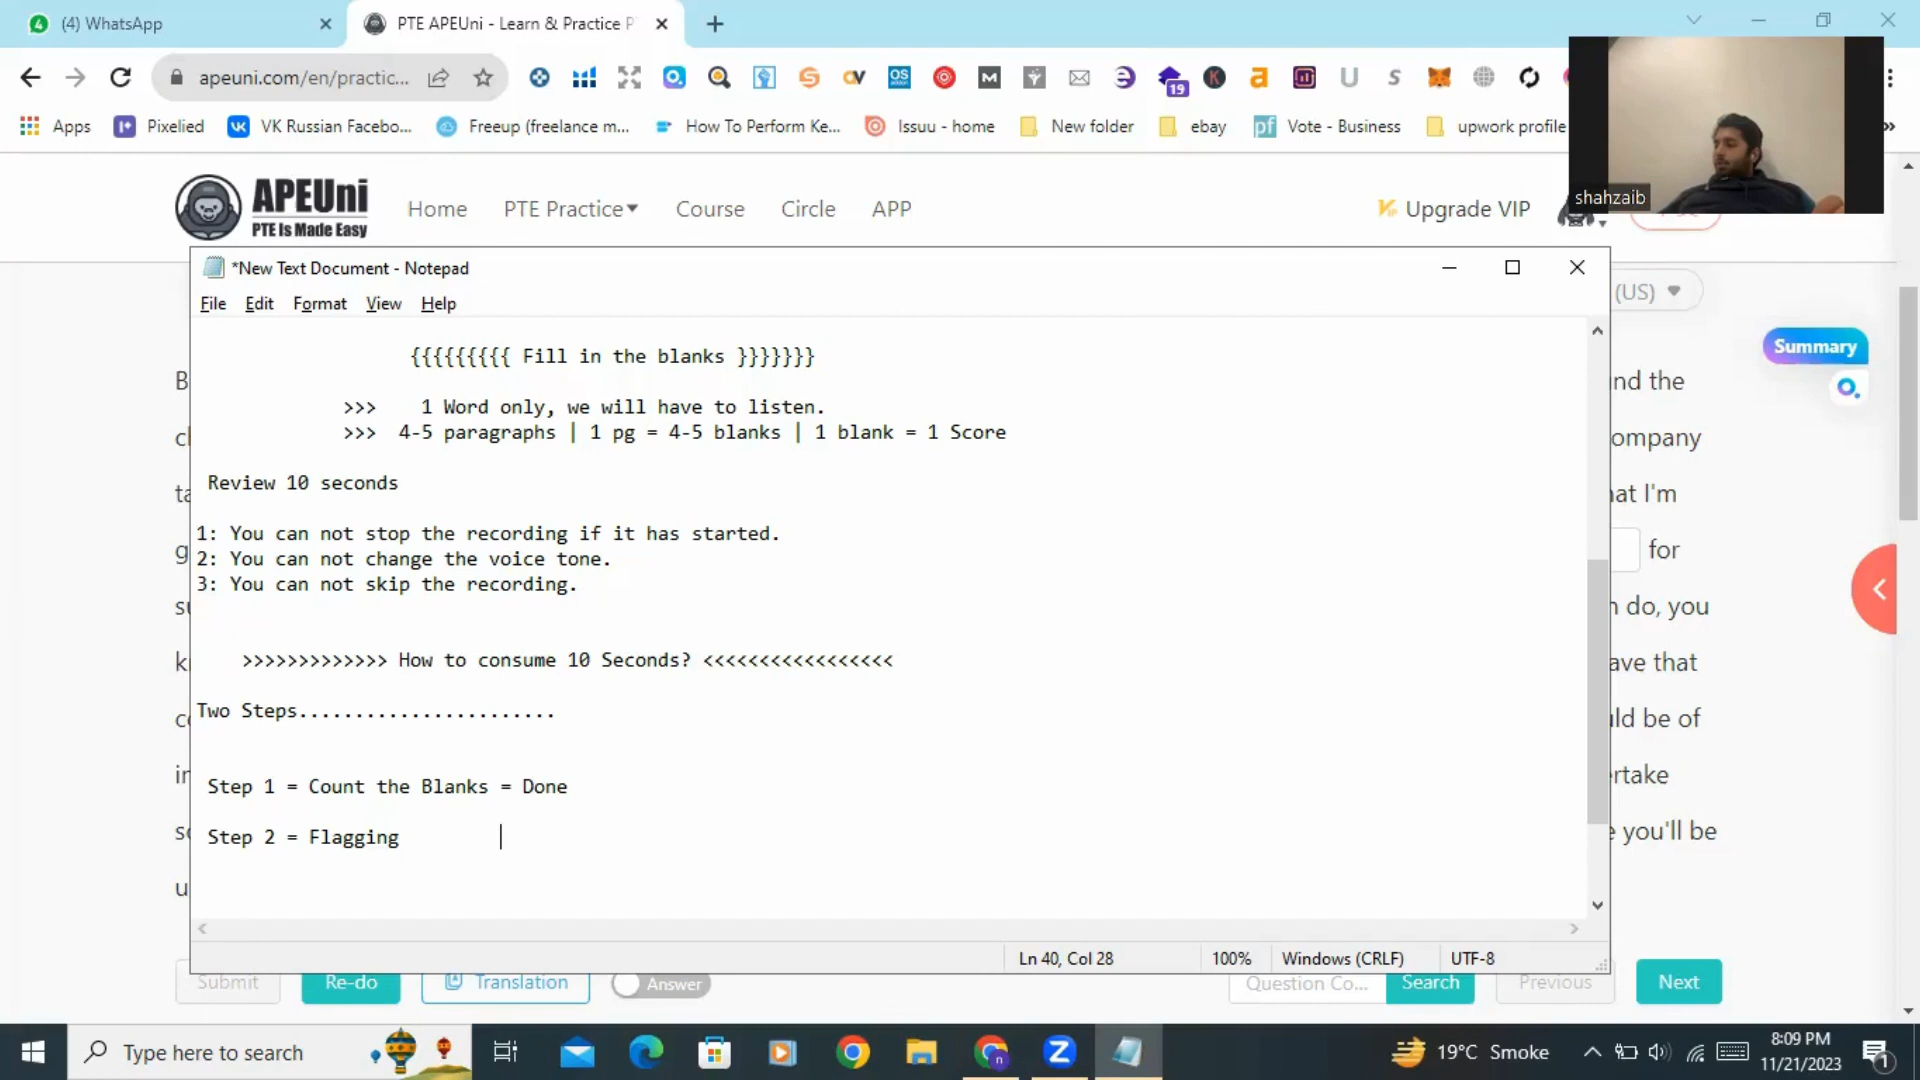 (4) WhatsApp
PTE APEUni - Learn & Practice P
apeuni.com/en/practic...
19
Apps
Pixelied
VK Russian Facebo...
Freeup (freelance m...
How To Perform Ke...
Issuu - home
New folder
ebay
Vote - Business
upwork profile
shahzaib
APEUni
PTE Is Made Easy
Home
PTE Practice
Course
Circle
APP
Upgrade VIP
(US)
Summary
*New Text Document - Notepad
File Edit Format View Help
{{{{{{{{{ Fill in the blanks }}}}}}}
>>> 1 Word only, we will have to listen.
>>> 4-5 paragraphs | 1 pg = 4-5 blanks | 1 blank = 1 Score
Review 10 seconds
1: You can not stop the recording if it has started.
2: You can not change the voice tone.
3: You can not skip the recording.
>>>>>>>>>>>>> How to consume 10 Seconds? <<<<<<<<<<<<<<<<<
Two Steps.......................
Step 1 = Count the Blanks = Done
Step 2 = Flagging
Ln 40, Col 28
100%
Windows (CRLF)
UTF-8
nd the
ompany
at I'm
for
do, you
ave that
ld be of
rtake
you'll be
Submit
Re-do
Translation
Answer
Question Co...
Search
Previous
Next
Type here to search
19°C Smoke
8:09 PM
11/21/2023
1